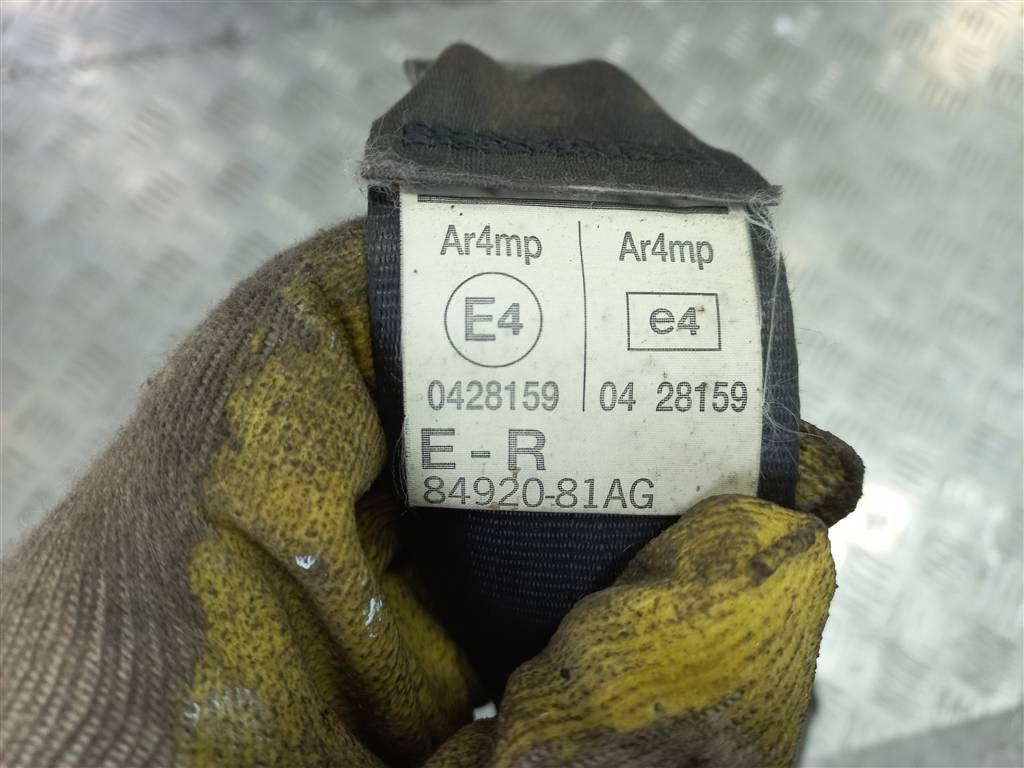 Ar4mp Ar4mp
E4 e4
0428159 04 28159
E - R
84920-81AG